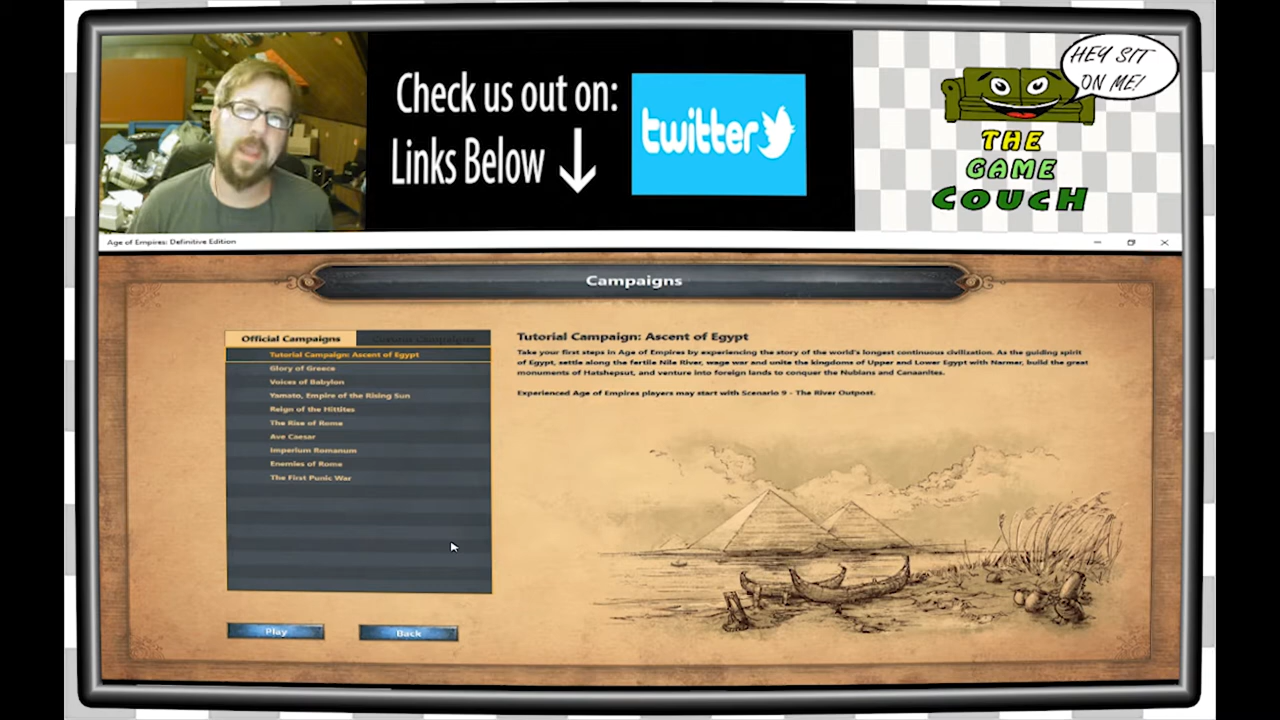 Check us out on:
Links Below
twitter
HEY SIT
ON ME!
THE
GAME
COUCH
Age of Empires: Definitive Edition
Campaigns
Official Campaigns
Custom Campaigns
Tutorial Campaign: Ascent of Egypt
Glory of Greece
Voices of Babylon
Yamato, Empire of the Rising Sun
Reign of the Hittites
The Rise of Rome
Ave Caesar
Imperium Romanum
Enemies of Rome
The First Punic War
Tutorial Campaign: Ascent of Egypt
Take your first steps in Age of Empires by experiencing the story of the world's longest continuous civilization. As the guiding spirit
of Egypt, settle along the fertile Nile River, wage war and unite the kingdoms of Upper and Lower Egypt with Narmer, build the great
monuments of Hatshepsut, and venture into foreign lands to conquer the Nubians and Canaanites.
Experienced Age of Empires players may start with Scenario 9 - The River Outpost.
Play
Back